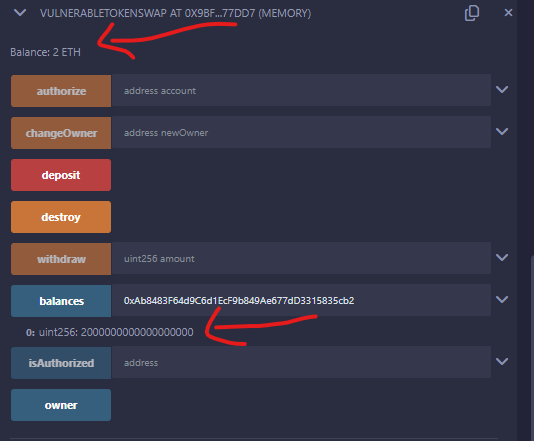 VULNERABLETOKENSWAP AT 0X9BF...77DD7 (MEMORY)
Balance: 2 ETH
authorize address account
changeOwner address newOwner
deposit
destroy
withdraw uint256 amount
balances 0xAb8483F64d9C6d1EcF9b849Ae677dD3315835cb2
0: uint256: 2000000000000000000
isAuthorized address
owner